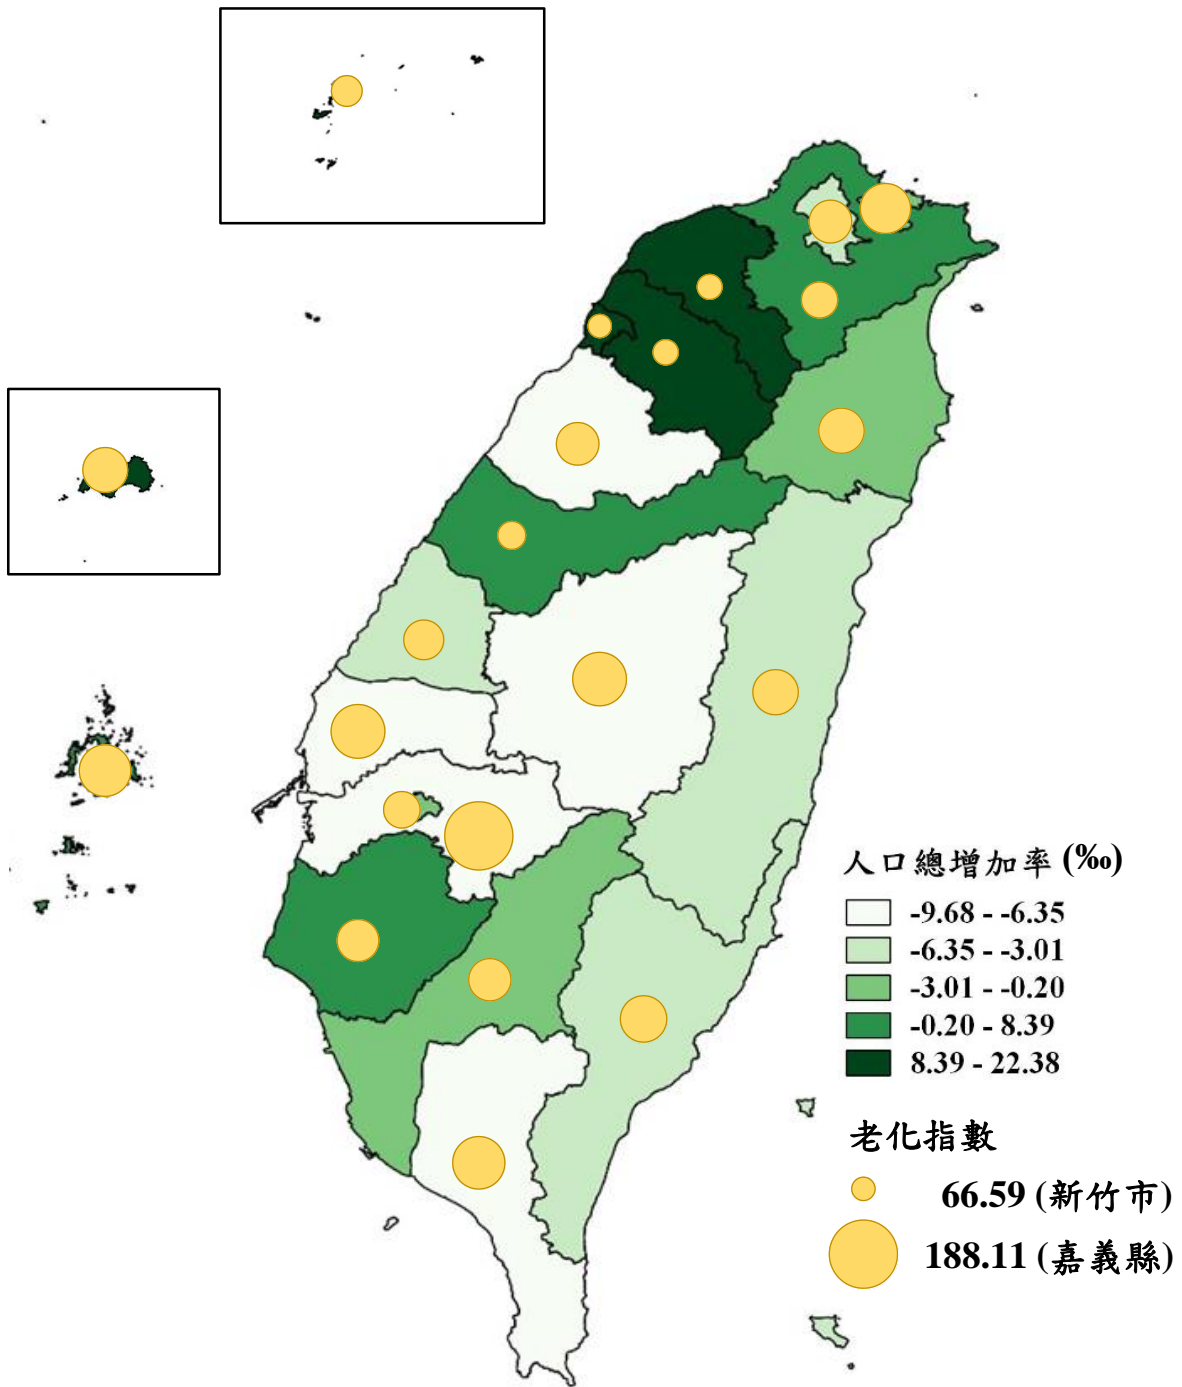 人口總增加率 (‰)
-9.68 - -6.35
-6.35 - -3.01
-3.01 - -0.20
-0.20 - 8.39
8.39 - 22.38
老化指數
66.59 (新竹市)
188.11 (嘉義縣)